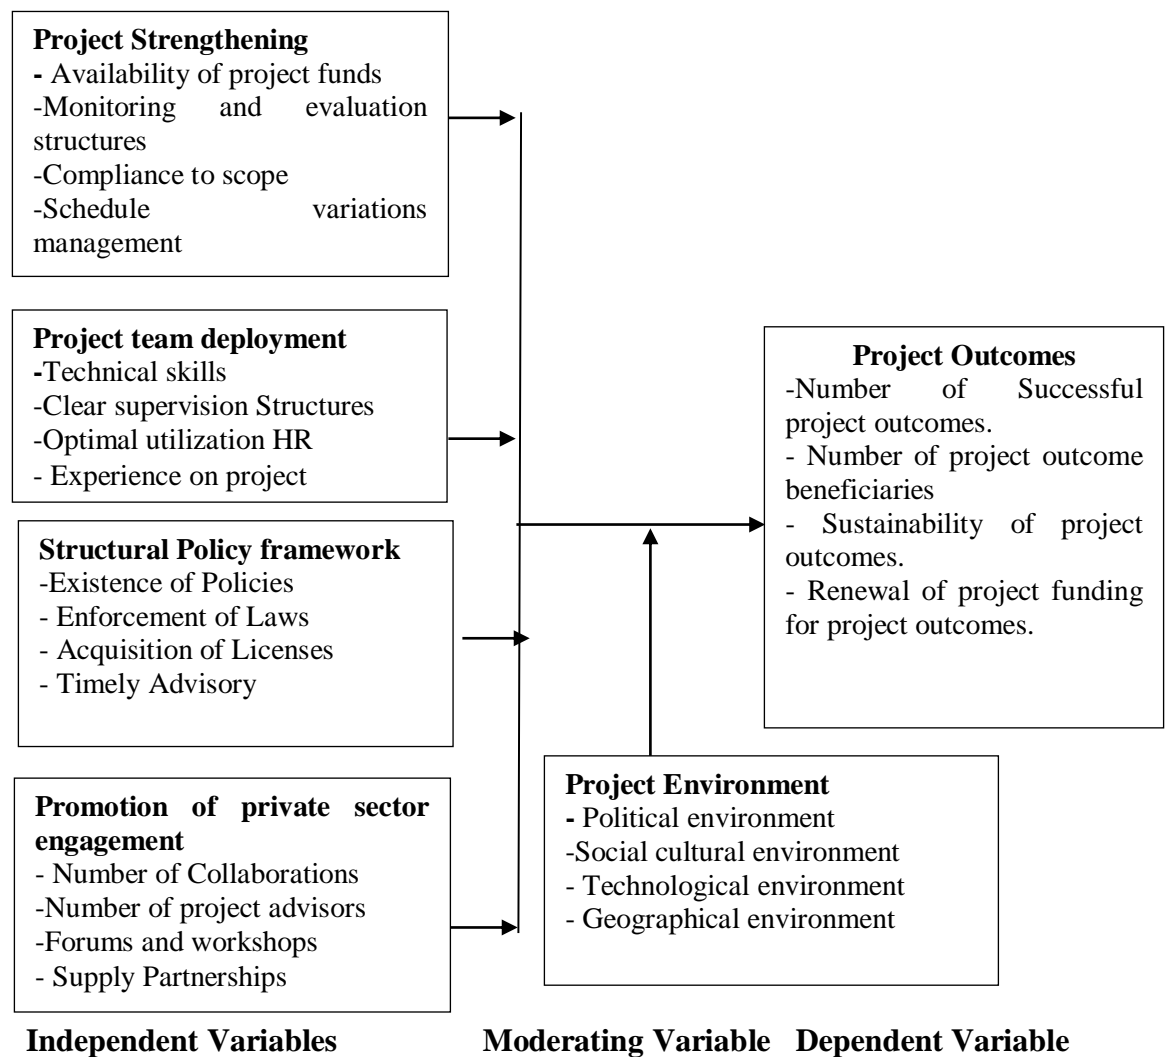 Project Strengthening
- Availability of project funds
-Monitoring and evaluation
structures
-Compliance to scope
-Schedule variations
management
Project team deployment
-Technical skills
-Clear supervision Structures
-Optimal utilization HR
- Experience on project
Structural Policy framework
-Existence of Policies
- Enforcement of Laws
- Acquisition of Licenses
- Timely Advisory
Promotion of private sector
engagement
- Number of Collaborations
-Number of project advisors
-Forums and workshops
- Supply Partnerships
Project Outcomes
-Number of Successful
project outcomes.
- Number of project outcome
beneficiaries
- Sustainability of project
outcomes.
- Renewal of project funding
for project outcomes.
Project Environment
- Political environment
-Social cultural environment
- Technological environment
- Geographical environment
Independent Variables
Moderating Variable
Dependent Variable